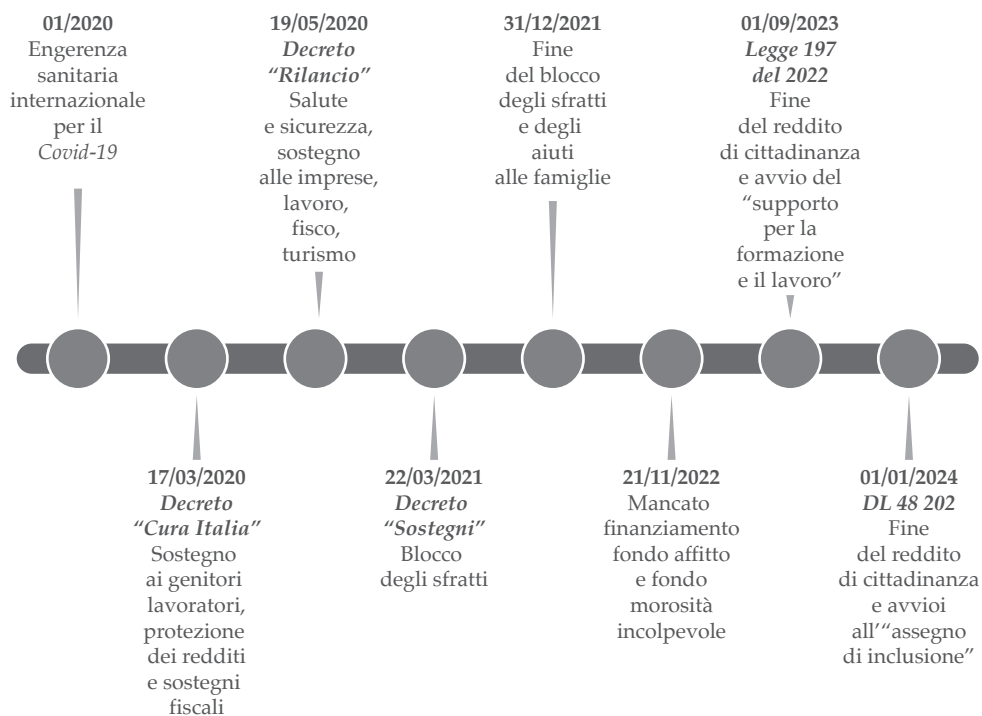 01/2020
Engerenza
sanitaria
internazionale
per il
Covid-19
19/05/2020
Decreto
“Rilancio”
Salute
e sicurezza,
sostegno
alle imprese,
lavoro,
fisco,
turismo
31/12/2021
Fine
del blocco
degli sfratti
e degli
aiuti
alle famiglie
01/09/2023
Legge 197
del 2022
Fine
del reddito
di cittadinanza
e avvio del
“supporto
per la
formazione
e il lavoro”
17/03/2020
Decreto
“Cura Italia”
Sostegno
ai genitori
lavoratori,
protezione
dei redditi
e sostegni
fiscali
22/03/2021
Decreto
“Sostegni”
Blocco
degli sfratti
21/11/2022
Mancato
finanziamento
fondo affitto
e fondo
morosità
incolpevole
01/01/2024
DL 48 202
Fine
del reddito
di cittadinanza
e avvioi
all’“assegno
di inclusione”